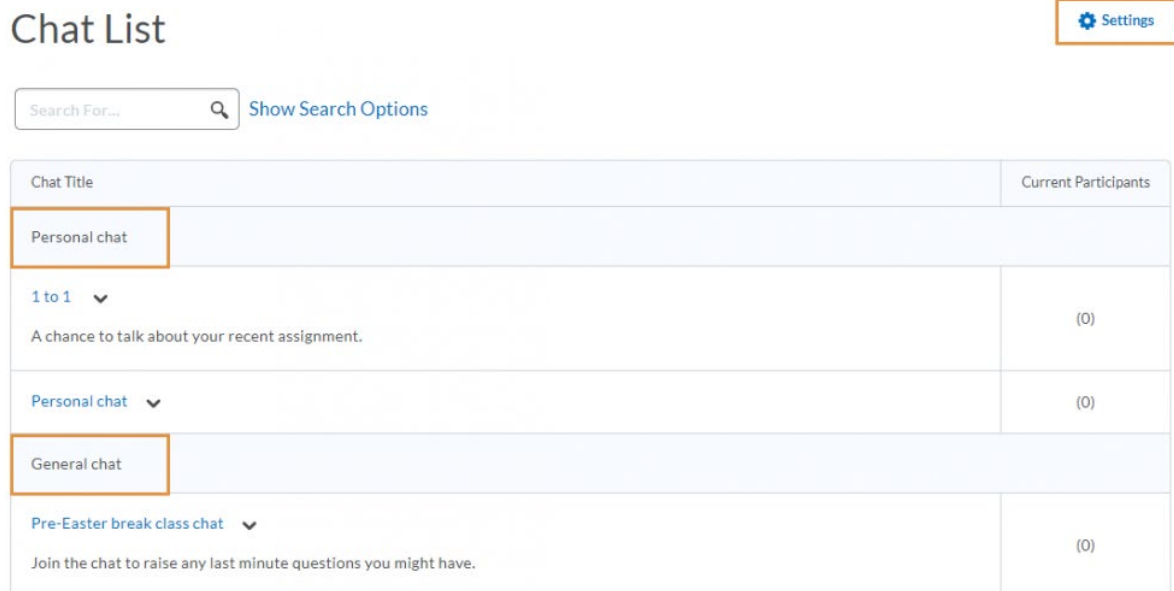 Chat List
Settings
Search For...
Show Search Options
Chat Title
Current Participants
Personal chat
1 to 1
(0)
A chance to talk about your recent assignment.
Personal chat
(0)
General chat
Pre-Easter break class chat
(0)
Join the chat to raise any last minute questions you might have.